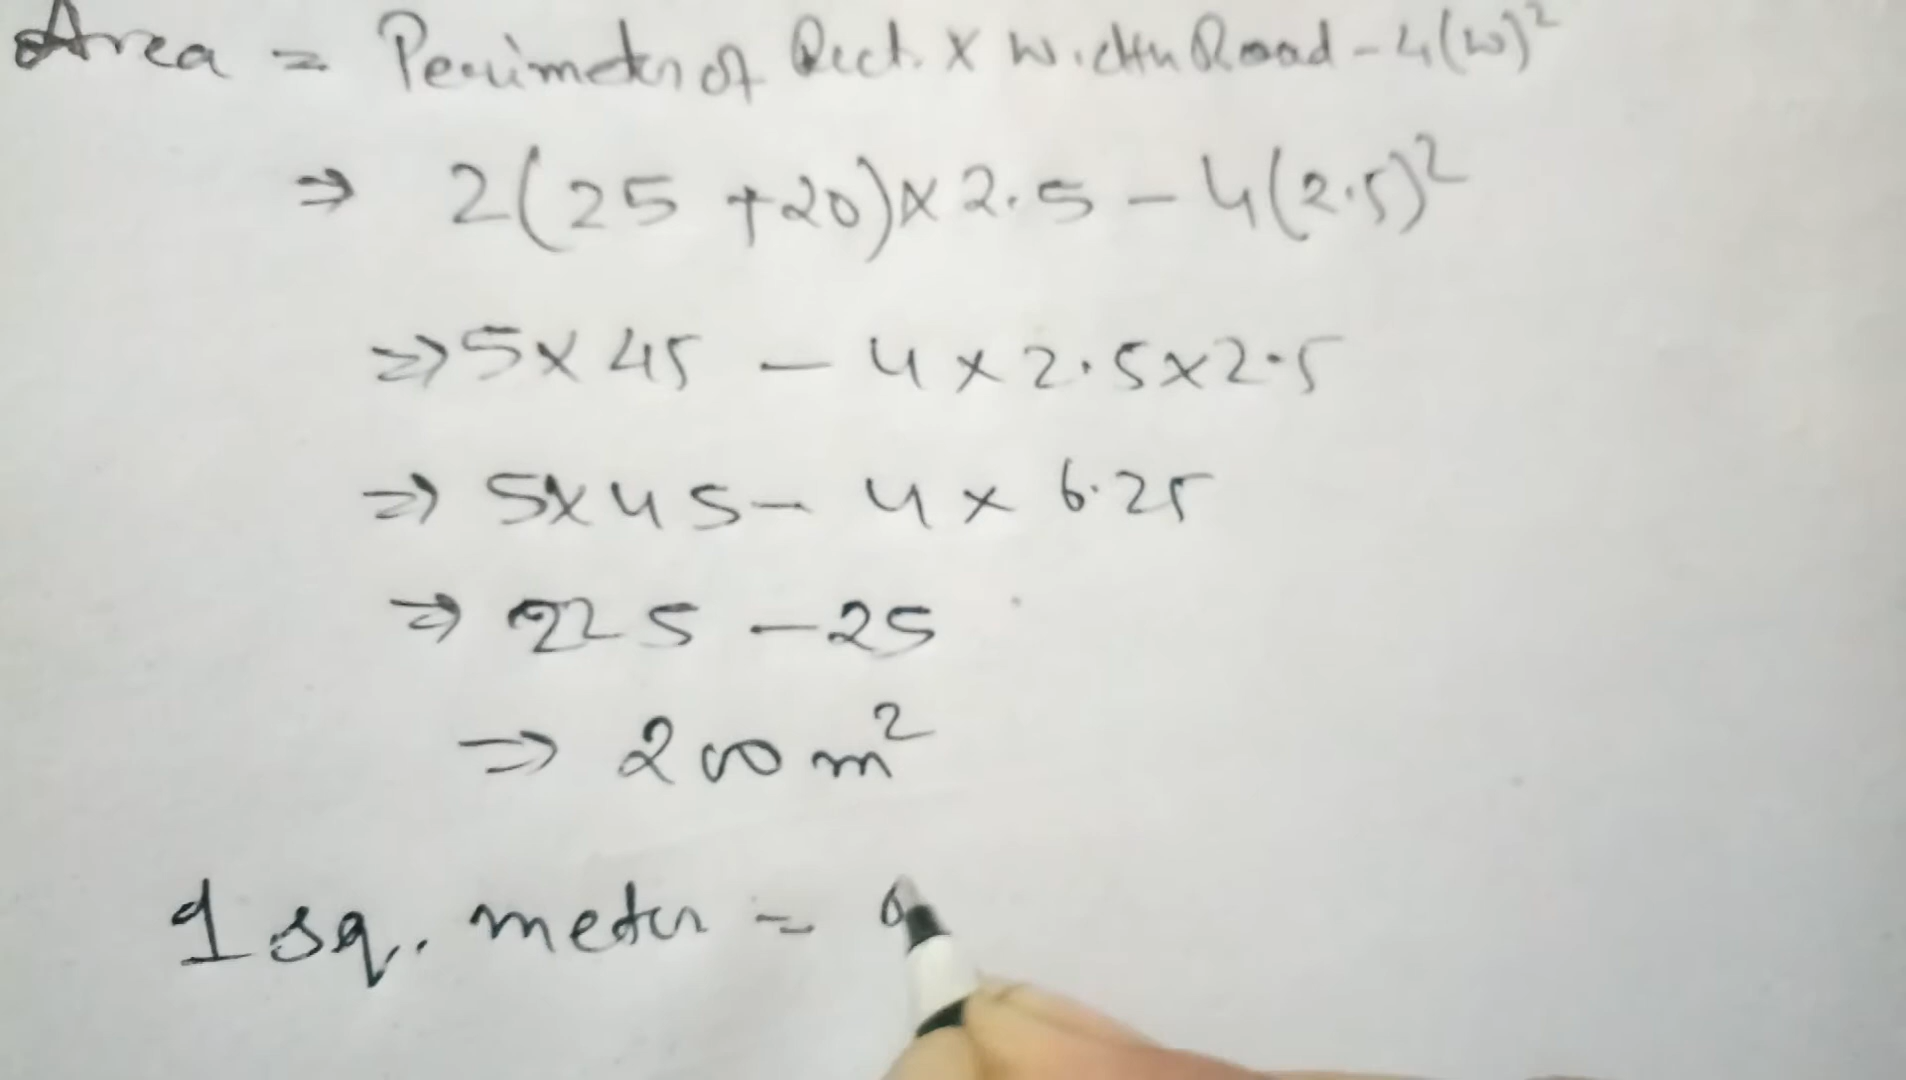 Area = Perimeter of Rect. x width Road - 4(w)²
⇒ 2(25 + 20) x 2.5 - 4(2.5)²
⇒ 5 x 45 - 4 x 2.5 x 2.5
⇒ 5 x 45 - 4 x 6.25
⇒ 225 - 25
⇒ 200 m²
1 sq. meter =